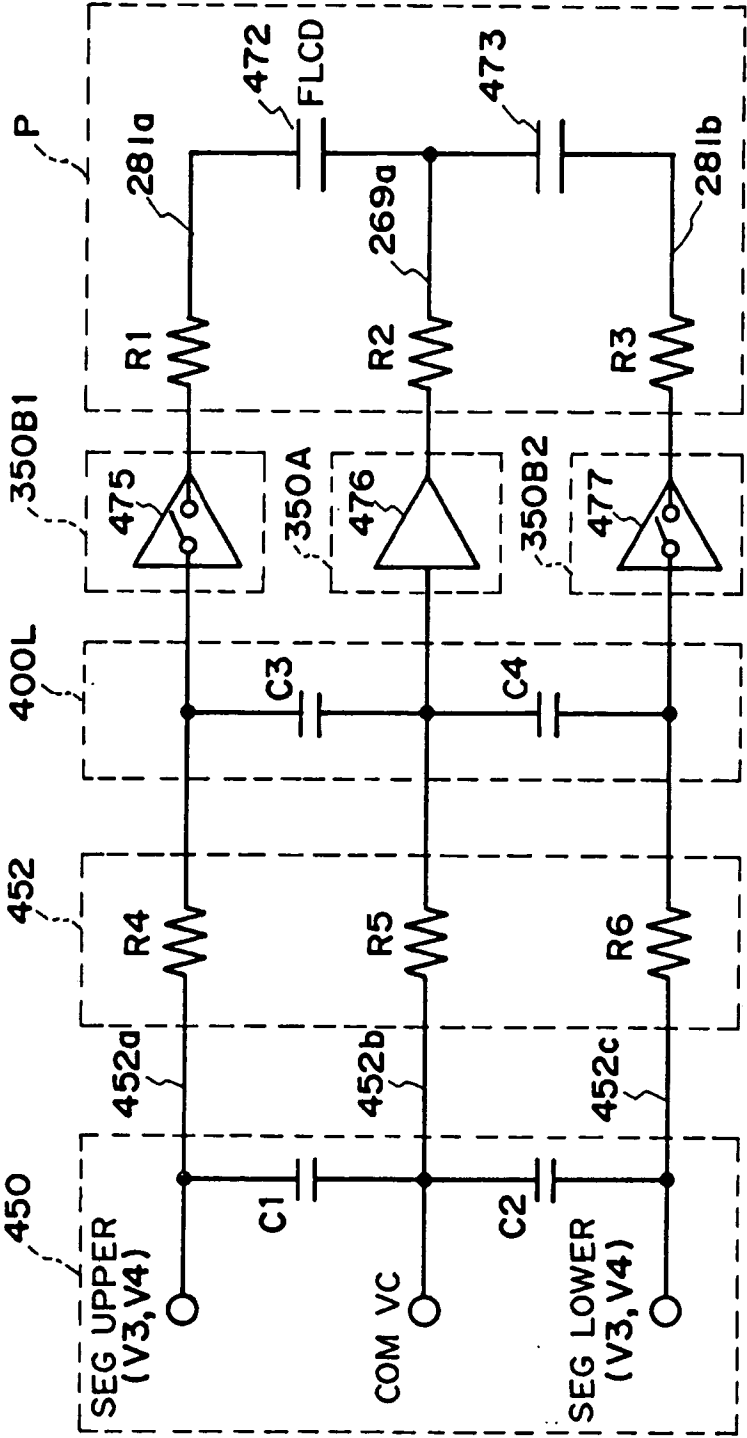 450
452
400L
350B1
P
SEG UPPER
(V3, V4)
452a
R4
475
R1
281a
472
FLCD
C1
C3
350A
COM VC
452b
R5
476
R2
269a
C2
C4
350B2
473
SEG LOWER
(V3, V4)
452c
R6
477
R3
281b